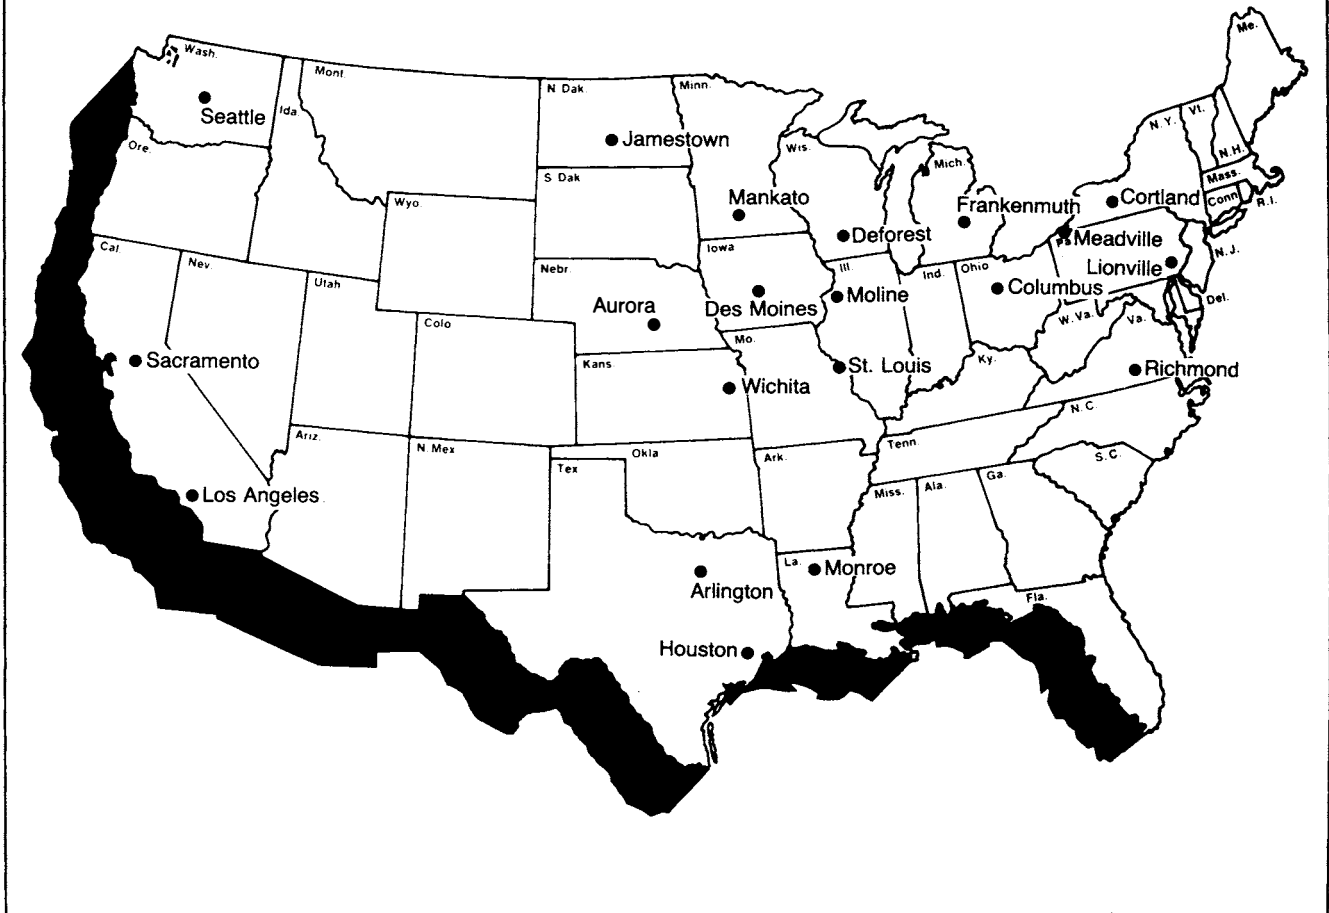 Me.
Wash.
Mont.
N Dak.
Minn.
Seattle
Ida.
Jamestown
N.Y.
Vt.
Ore.
Wis.
Mich.
N.H.
S Dak
Mass.
Wyo.
Mankato
Frankenmuth
Cortland
Conn
R.I.
Deforest
Meadville
Cal.
Nev.
Iowa
N.J.
Nebr.
Ill.
Ind.
Ohio
Lionville
Utah
Aurora
Des Moines
Moline
Columbus
Del.
Colo
W.Va.
Va.
Mo.
Sacramento
Kans
St. Louis
Ky.
Richmond
Wichita
N.C.
Ariz.
N.Mex
Okla
Tenn.
Tex
Ark.
S.C.
Los Angeles
Miss.
Ala.
Ga.
La.
Monroe
Arlington
Fla.
Houston